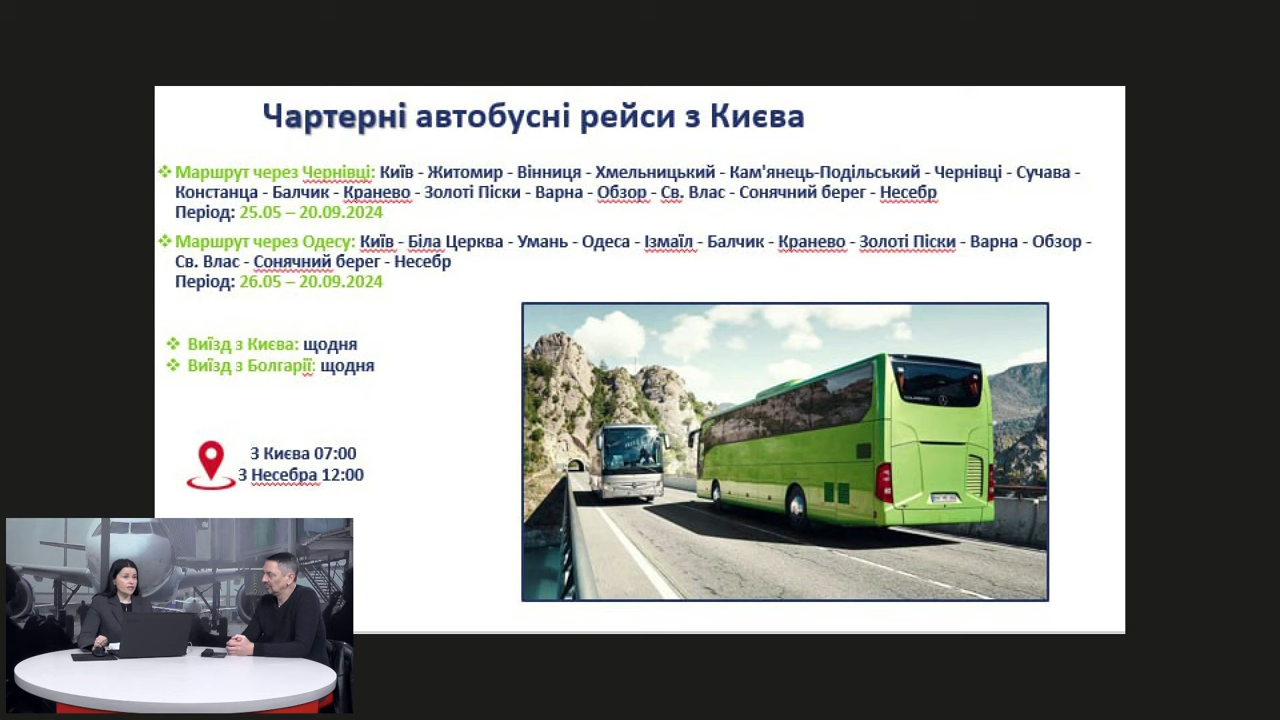 Чартерні автобусні рейси з Києва
❖ Маршрут через Чернівці: Київ - Житомир - Вінниця - Хмельницький - Кам'янець-Подільський - Чернівці - Сучава -
Констанца - Балчик - Кранево - Золоті Піски - Варна - Обзор - Св. Влас - Сонячний берег - Несебр
Період: 25.05 – 20.09.2024
❖ Маршрут через Одесу: Київ - Біла Церква - Умань - Одеса - Ізмаїл - Балчик - Кранево - Золоті Піски - Варна - Обзор -
Св. Влас - Сонячний берег - Несебр
Період: 26.05 – 20.09.2024
❖ Виїзд з Києва: щодня
❖ Виїзд з Болгарії: щодня
З Києва 07:00
З Несебра 12:00